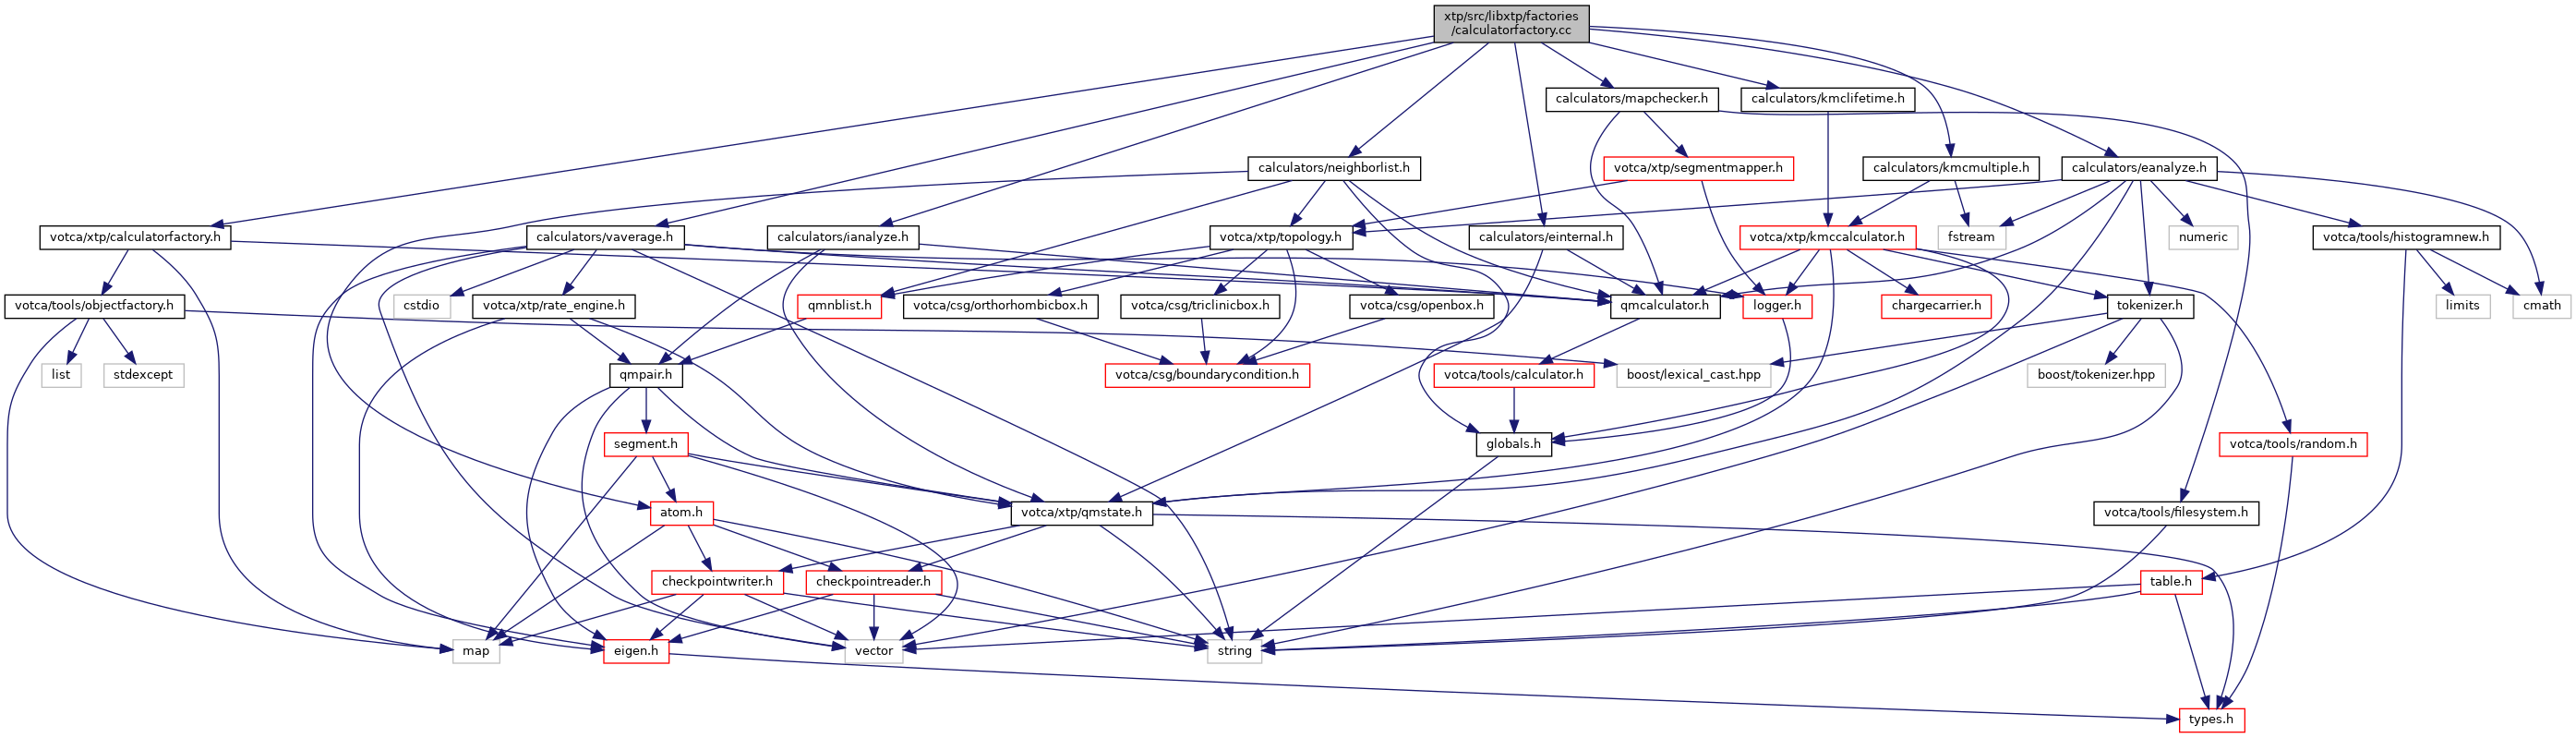 xtp/src/libxtp/factories
/calculatorfactory.cc
calculators/mapchecker.h
calculators/kmclifetime.h
calculators/neighborlist.h
votca/xtp/segmentmapper.h
calculators/kmcmultiple.h
calculators/eanalyze.h
votca/xtp/calculatorfactory.h
calculators/vaverage.h
calculators/ianalyze.h
votca/xtp/topology.h
calculators/einternal.h
votca/xtp/kmccalculator.h
fstream
numeric
votca/tools/histogramnew.h
votca/tools/objectfactory.h
cstdio
votca/xtp/rate_engine.h
qmnblist.h
votca/csg/orthorhombicbox.h
votca/csg/triclinicbox.h
votca/csg/openbox.h
qmcalculator.h
logger.h
chargecarrier.h
tokenizer.h
limits
cmath
list
stdexcept
qmpair.h
votca/csg/boundarycondition.h
votca/tools/calculator.h
boost/lexical_cast.hpp
boost/tokenizer.hpp
segment.h
globals.h
votca/tools/random.h
atom.h
votca/xtp/qmstate.h
votca/tools/filesystem.h
checkpointwriter.h
checkpointreader.h
table.h
map
eigen.h
vector
string
types.h